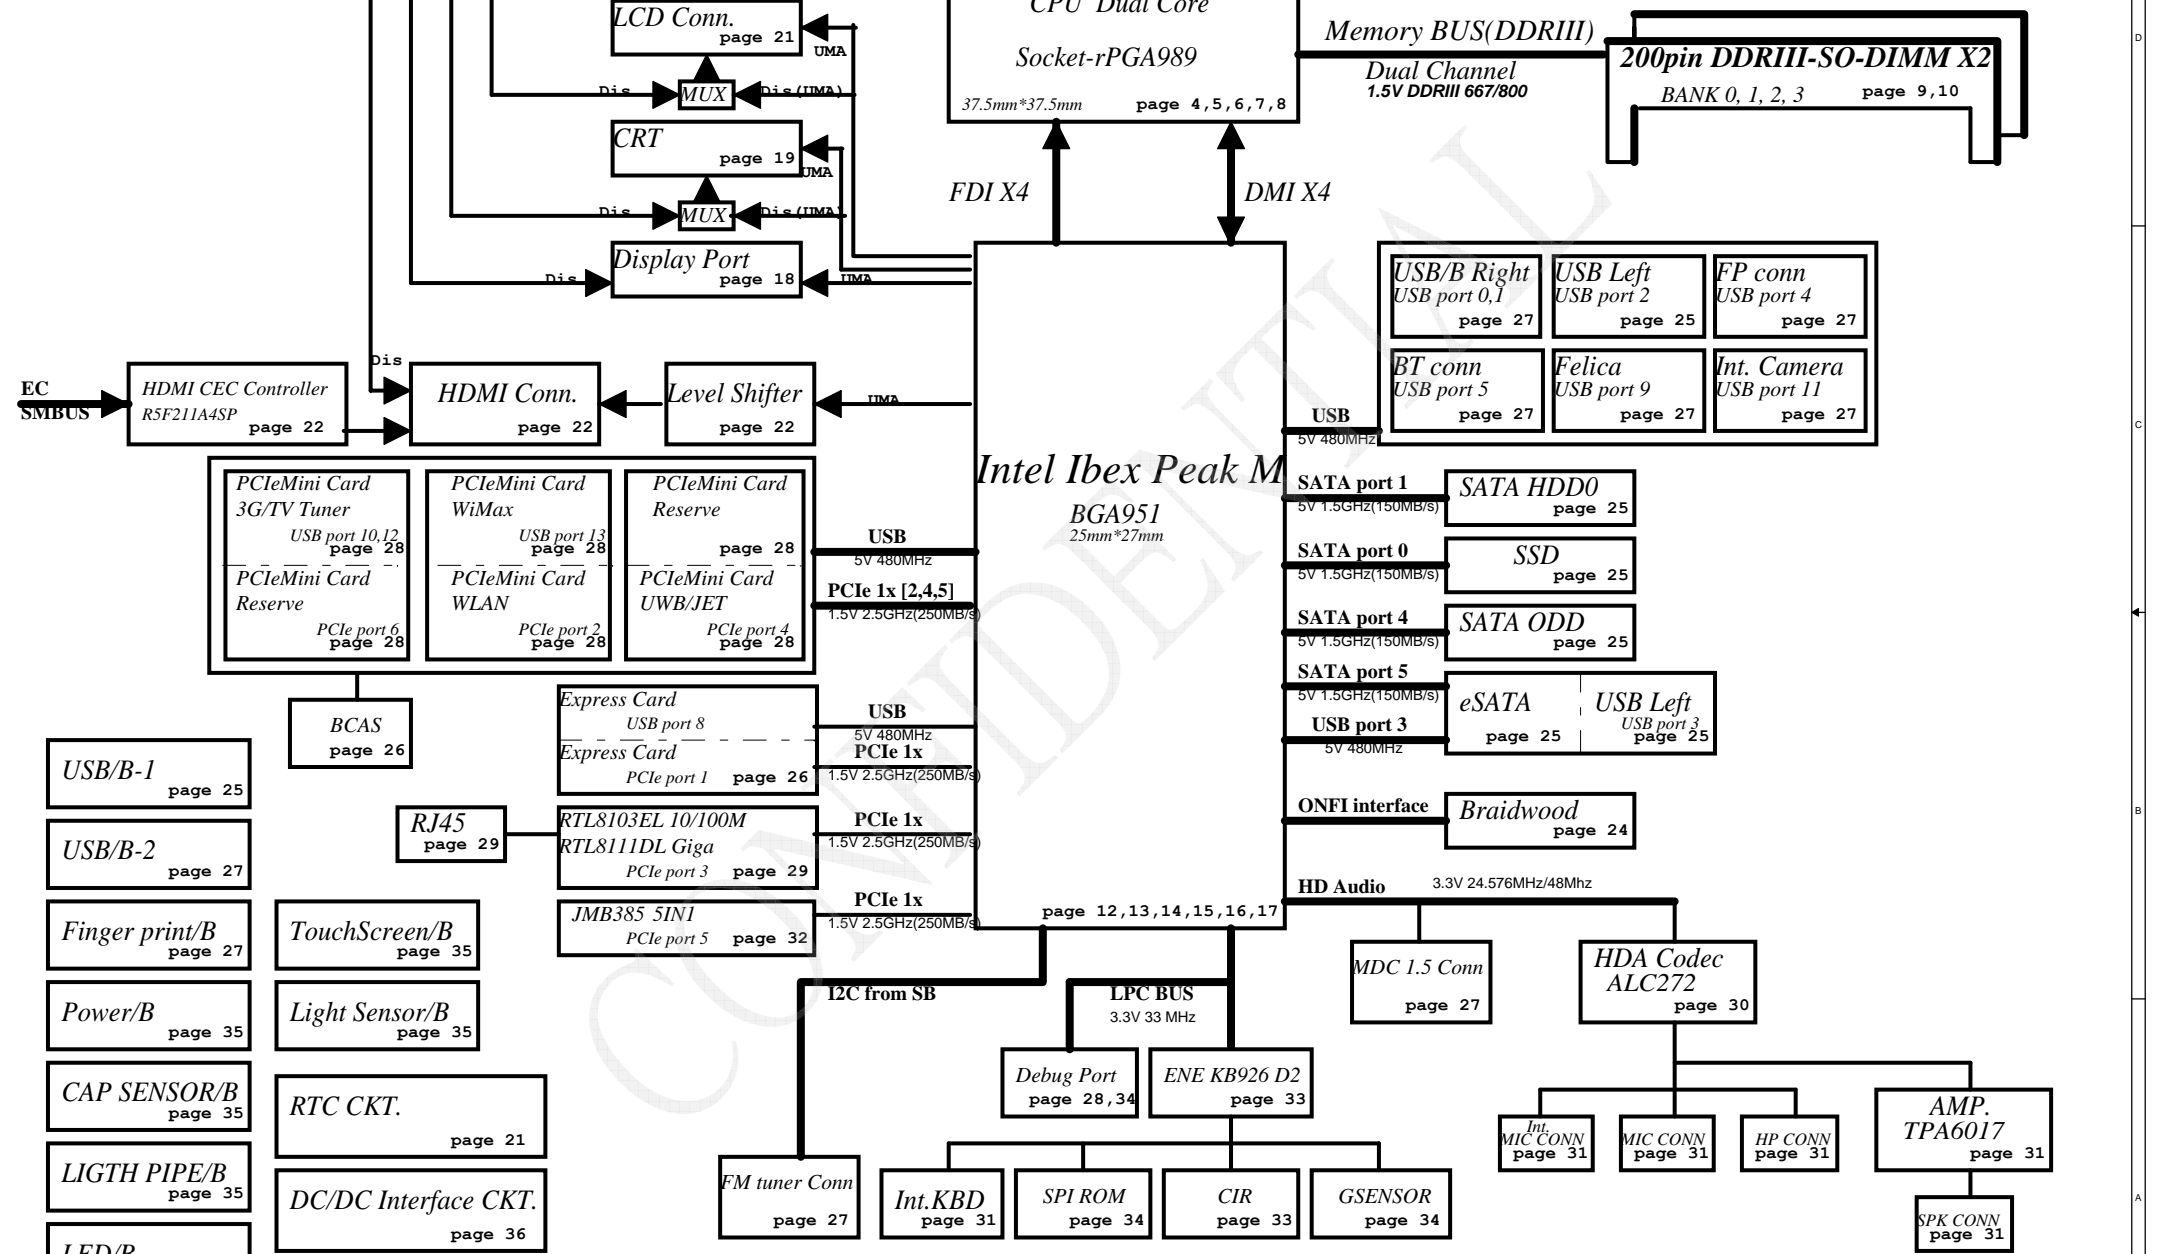 LCD Conn.
page 21
UMA
Dis
MUX
Dis(UMA)
CRT
page 19
UMA
Dis
MUX
Dis(UMA)
Display Port
page 18
Dis
UMA
CPU Dual Core
Socket-rPGA989
37.5mm*37.5mm
page 4,5,6,7,8
Memory BUS(DDRIII)
Dual Channel
1.5V DDRIII 667/800
200pin DDRIII-SO-DIMM X2
BANK 0, 1, 2, 3
page 9,10
FDI X4
DMI X4
USB/B Right
USB port 0,1
page 27
USB Left
USB port 2
page 25
FP conn
USB port 4
page 27
BT conn
USB port 5
page 27
Felica
USB port 9
page 27
Int. Camera
USB port 11
page 27
USB
5V 480MHz
EC
SMBUS
HDMI CEC Controller
R5F211A4SP
page 22
Dis
HDMI Conn.
page 22
Level Shifter
page 22
UMA
Intel Ibex Peak M
BGA951
25mm*27mm
page 12,13,14,15,16,17
PCIeMini Card
3G/TV Tuner
USB port 10,12
page 28
PCIeMini Card
WiMax
USB port 13
page 28
PCIeMini Card
Reserve
page 28
PCIeMini Card
Reserve
PCIe port 6
page 28
PCIeMini Card
WLAN
PCIe port 2
page 28
PCIeMini Card
UWB/JET
PCIe port 4
page 28
USB
5V 480MHz
PCIe 1x [2,4,5]
1.5V 2.5GHz(250MB/s)
SATA port 1
5V 1.5GHz(150MB/s)
SATA HDD0
page 25
SATA port 0
5V 1.5GHz(150MB/s)
SSD
page 25
SATA port 4
5V 1.5GHz(150MB/s)
SATA ODD
page 25
SATA port 5
5V 1.5GHz(150MB/s)
USB port 3
5V 480MHz
eSATA
page 25
USB Left
USB port 3
page 25
BCAS
page 26
Express Card
USB port 8
Express Card
PCIe port 1
page 26
USB
5V 480MHz
PCIe 1x
1.5V 2.5GHz(250MB/s)
RJ45
page 29
RTL8103EL 10/100M
RTL8111DL Giga
PCIe port 3
page 29
PCIe 1x
1.5V 2.5GHz(250MB/s)
JMB385 5IN1
PCIe port 5
page 32
PCIe 1x
1.5V 2.5GHz(250MB/s)
ONFI interface
Braidwood
page 24
HD Audio
3.3V 24.576MHz/48Mhz
MDC 1.5 Conn
page 27
HDA Codec
ALC272
page 30
Int.
MIC CONN
page 31
MIC CONN
page 31
HP CONN
page 31
AMP.
TPA6017
page 31
SPK CONN
page 31
I2C from SB
FM tuner Conn
page 27
LPC BUS
3.3V 33 MHz
Debug Port
page 28,34
ENE KB926 D2
page 33
Int.KBD
page 31
SPI ROM
page 34
CIR
page 33
GSENSOR
page 34
USB/B-1
page 25
USB/B-2
page 27
Finger print/B
page 27
TouchScreen/B
page 35
Power/B
page 35
Light Sensor/B
page 35
CAP SENSOR/B
page 35
RTC CKT.
page 21
LIGTH PIPE/B
page 35
DC/DC Interface CKT.
page 36
LED/B
D
C
B
A
CONFIDENTIAL